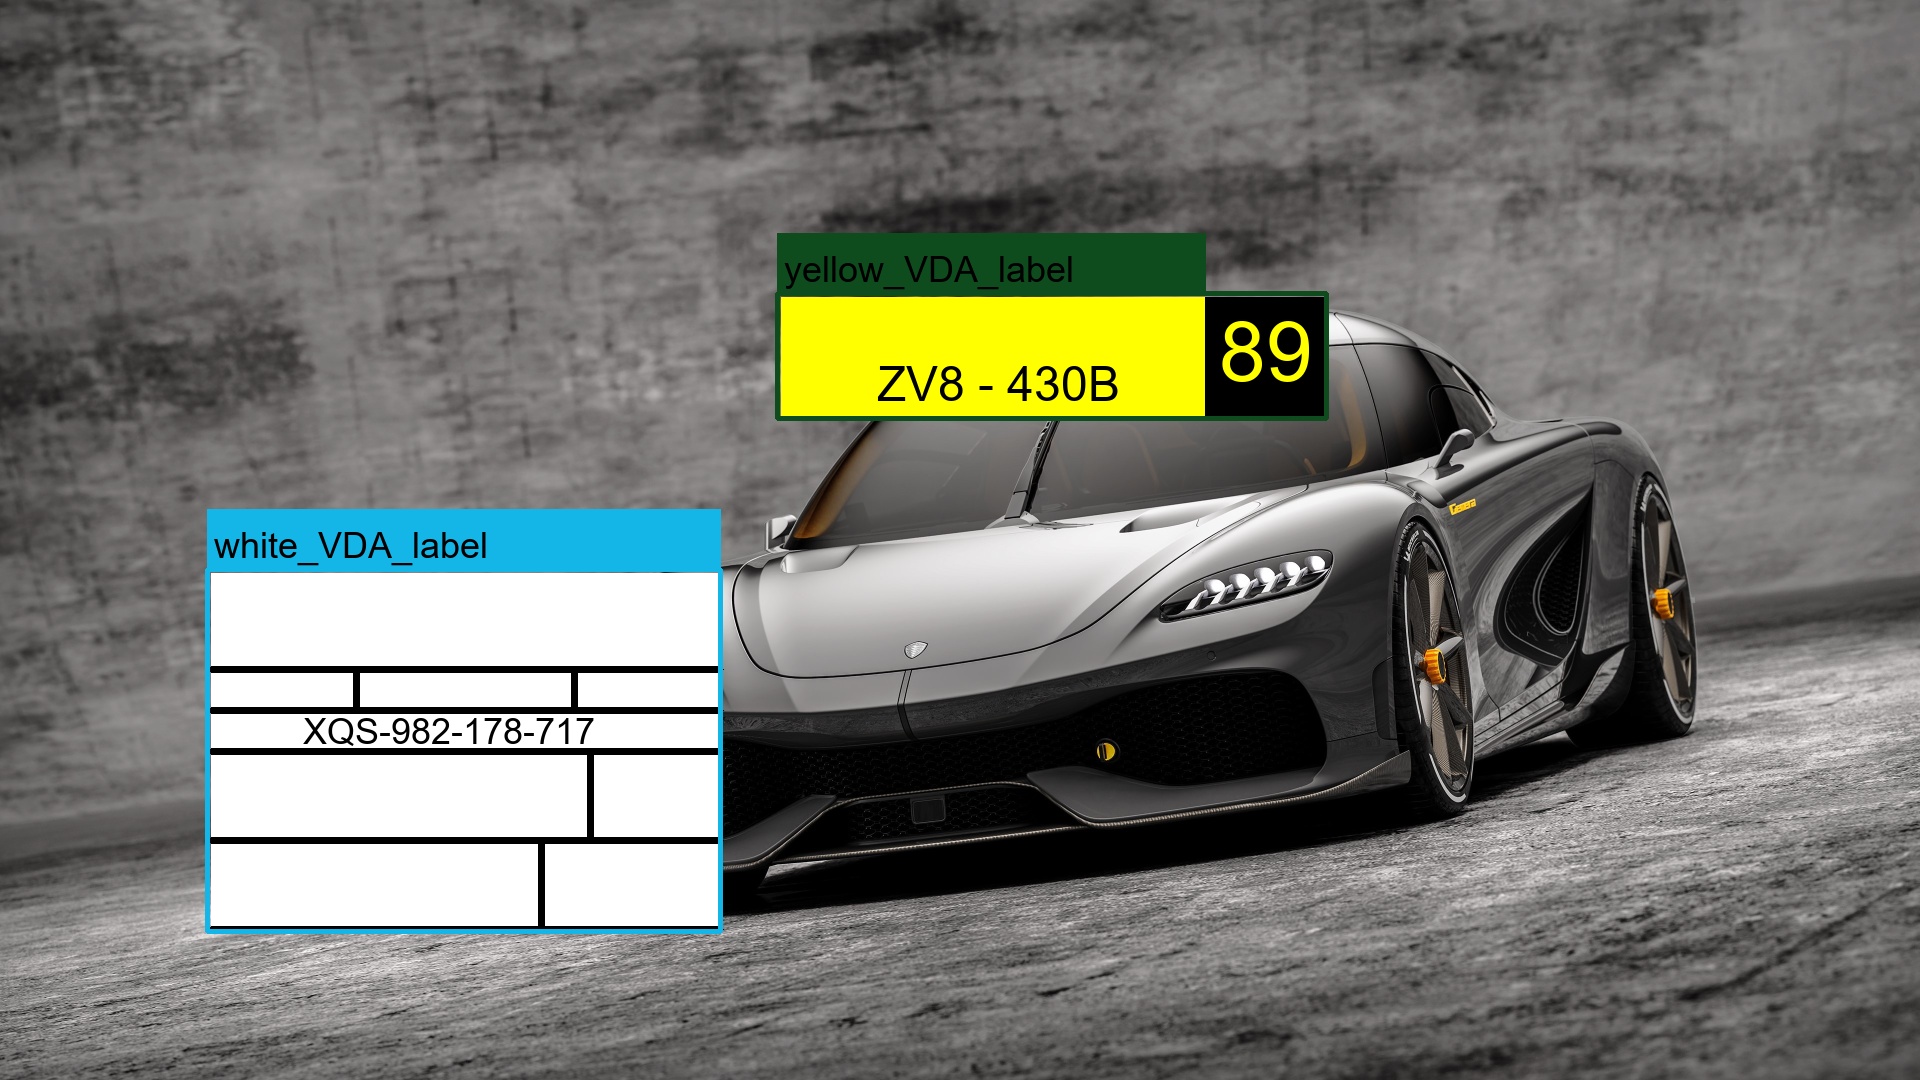 yellow_VDA_label
ZV8 - 430B
89
white_VDA_label
XQS-982-178-717